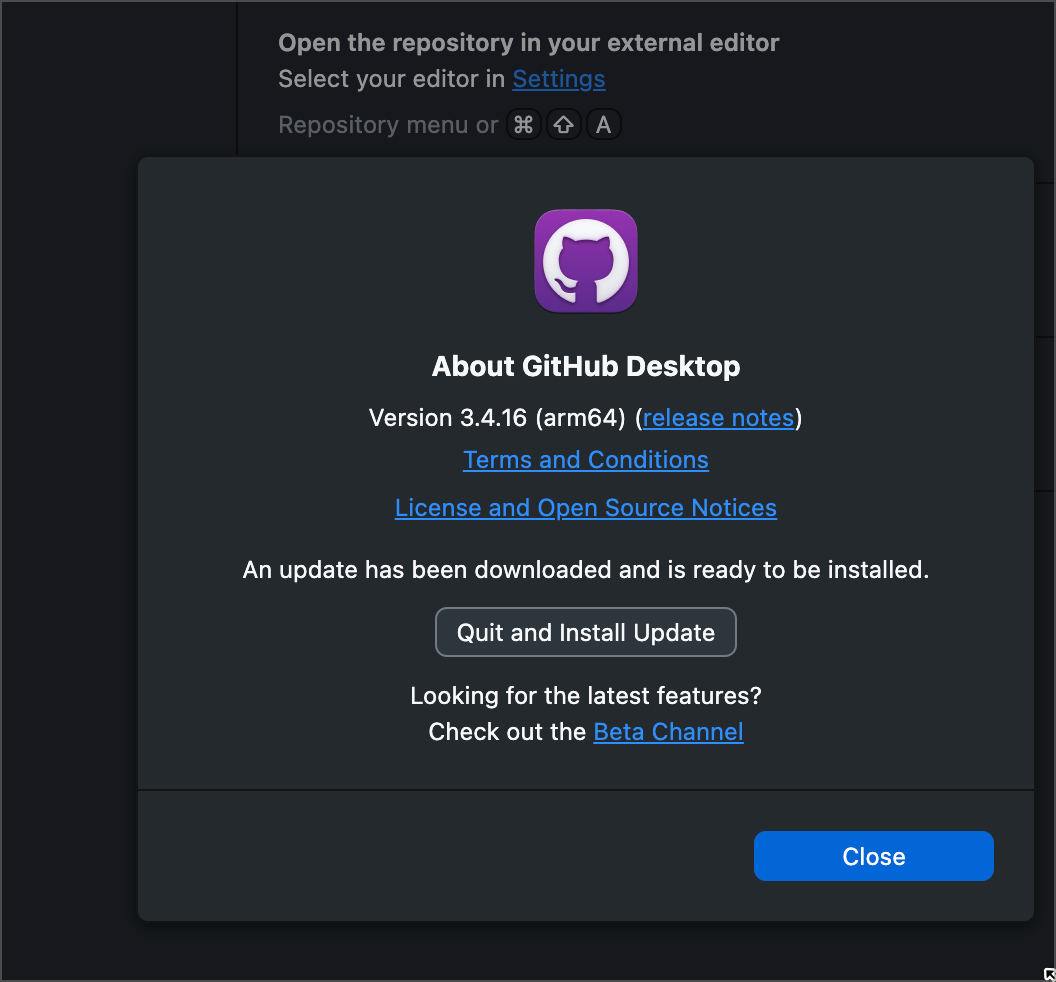 Open the repository in your external editor
Select your editor in Settings
Repository menu or ⌘ ⇧ A
About GitHub Desktop
Version 3.4.16 (arm64) (release notes)
Terms and Conditions
License and Open Source Notices
An update has been downloaded and is ready to be installed.
Quit and Install Update
Looking for the latest features?
Check out the Beta Channel
Close